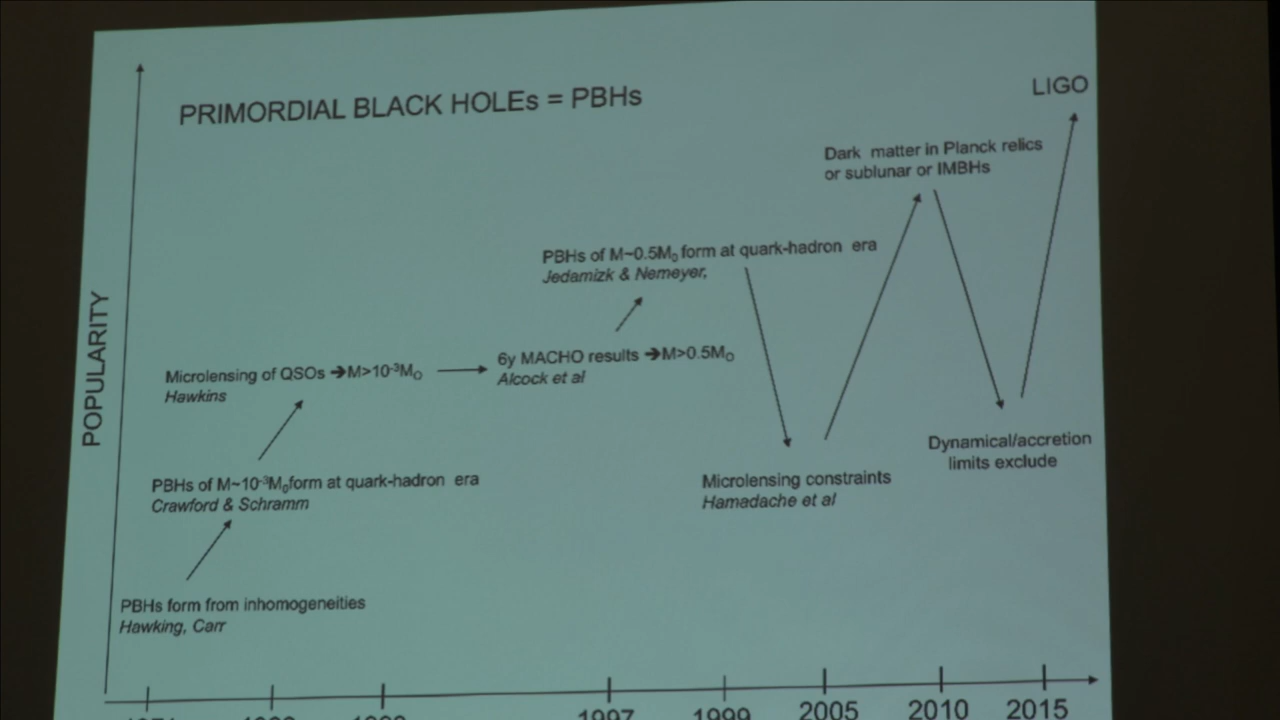 PRIMORDIAL BLACK HOLEs = PBHs
LIGO
Dark matter in Planck relics
or sublunar or IMBHs
PBHs of M~0.5M₀ form at quark-hadron era
Jedamizk & Nemeyer,
6y MACHO results ➔M>0.5M⊙
Alcock et al
Microlensing of QSOs ➔M>10⁻³M⊙
Hawkins
Dynamical/accretion
limits exclude
PBHs of M~10⁻³M₀form at quark-hadron era
Crawford & Schramm
Microlensing constraints
Hamadache et al
PBHs form from inhomogeneities
Hawking, Carr
POPULARITY
1997 1999 2005 2010 2015